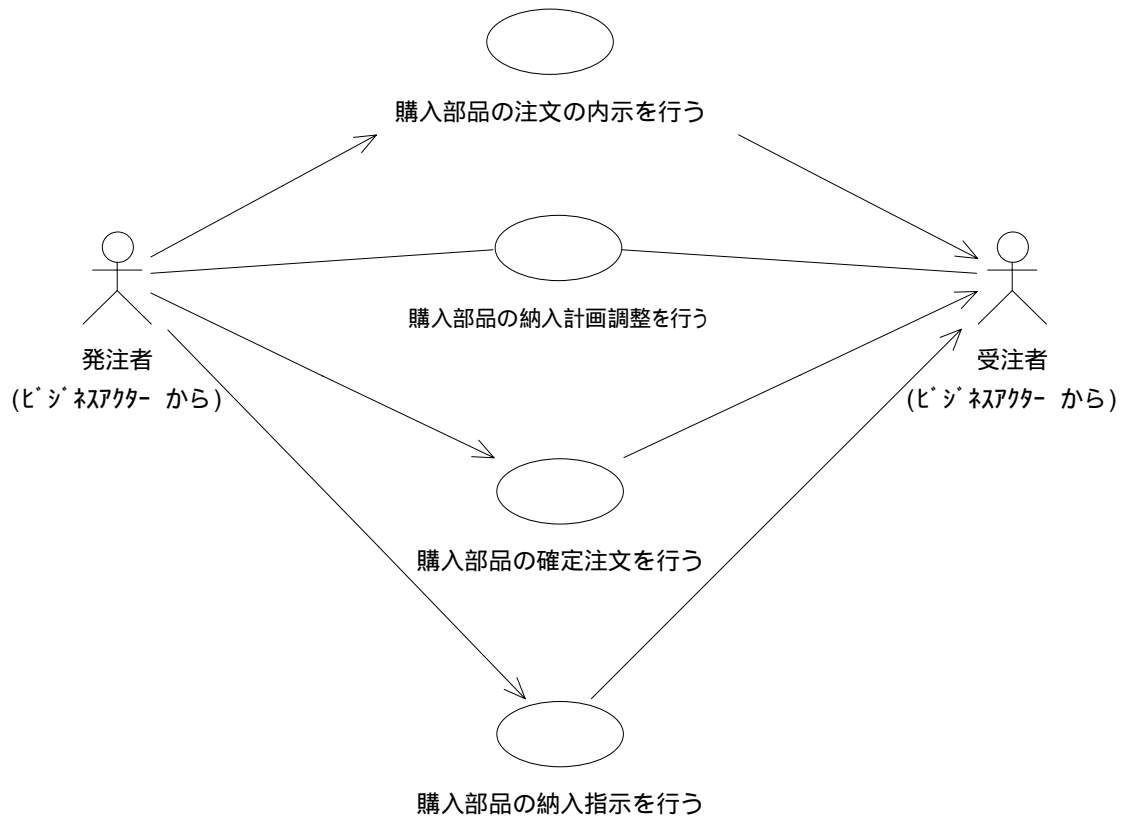 購入部品の注文の内示を行う
購入部品の納入計画調整を行う
発注者
(ﾋﾞｼﾞﾈｽｱｸﾀｰ から)
受注者
(ﾋﾞｼﾞﾈｽｱｸﾀｰ から)
購入部品の確定注文を行う
購入部品の納入指示を行う